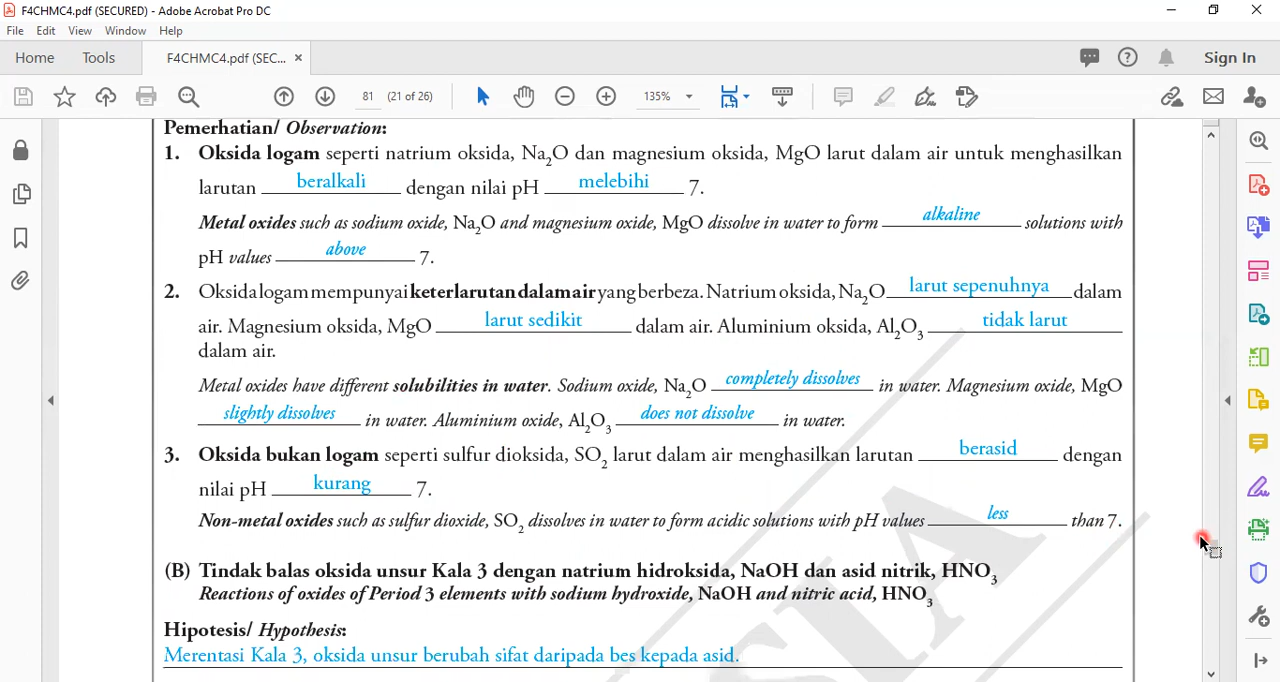 F4CHMC4.pdf (SECURED) - Adobe Acrobat Pro DC
File Edit View Window Help
Home Tools F4CHMC4.pdf (SEC... × Sign In
81 (21 of 26) 135%
Pemerhatian/ Observation:
1. Oksida logam seperti natrium oksida, Na₂O dan magnesium oksida, MgO larut dalam air untuk menghasilkan
larutan beralkali dengan nilai pH melebihi 7.
Metal oxides such as sodium oxide, Na₂O and magnesium oxide, MgO dissolve in water to form alkaline solutions with
pH values above 7.
2. Oksida logam mempunyai keterlarutan dalam air yang berbeza. Natrium oksida, Na₂O larut sepenuhnya dalam
air. Magnesium oksida, MgO larut sedikit dalam air. Aluminium oksida, Al₂O₃ tidak larut
dalam air.
Metal oxides have different solubilities in water. Sodium oxide, Na₂O completely dissolves in water. Magnesium oxide, MgO
slightly dissolves in water. Aluminium oxide, Al₂O₃ does not dissolve in water.
3. Oksida bukan logam seperti sulfur dioksida, SO₂ larut dalam air menghasilkan larutan berasid dengan
nilai pH kurang 7.
Non-metal oxides such as sulfur dioxide, SO₂ dissolves in water to form acidic solutions with pH values less than 7.
(B) Tindak balas oksida unsur Kala 3 dengan natrium hidroksida, NaOH dan asid nitrik, HNO₃
Reactions of oxides of Period 3 elements with sodium hydroxide, NaOH and nitric acid, HNO₃
Hipotesis/ Hypothesis:
Merentasi Kala 3, oksida unsur berubah sifat daripada bes kepada asid.